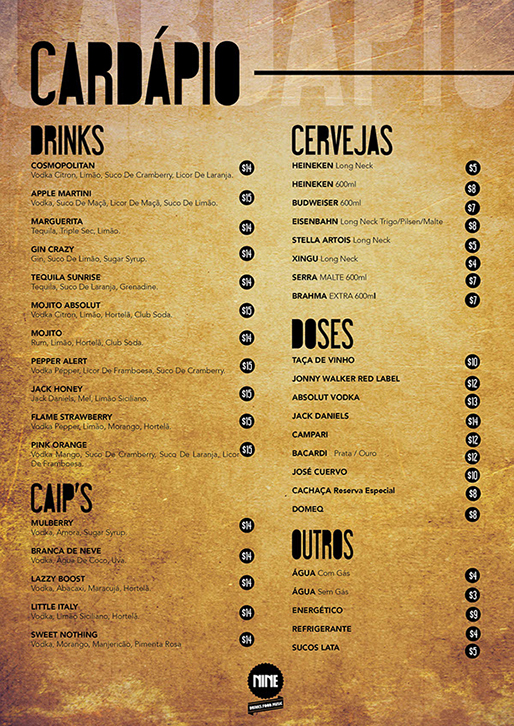 CARDÁPIO
DRINKS
COSMOPOLITAN $14
Vodka Citron, Limão, Suco De Cramberry, Licor De Laranja.
APPLE MARTINI $15
Vodka, Suco De Maçã, Licor De Maçã, Suco De Limão.
MARGUERITA $14
Tequila, Triple Sec, Limão.
GIN CRAZY $14
Gin, Suco De Limão, Sugar Syrup.
TEQUILA SUNRISE $14
Tequila, Suco De Laranja, Grenadine.
MOJITO ABSOLUT $15
Vodka Citron, Limão, Hortelã, Club Soda.
MOJITO $14
Rum, Limão, Hortelã, Club Soda.
PEPPER ALERT $15
Vodka Pepper, Licor De Framboesa, Suco De Cramberry.
JACK HONEY $15
Jack Daniels, Mel, Limão Siciliano.
FLAME STRAWBERRY $15
Vodka Pepper, Limão, Morango, Hortelã.
PINK ORANGE $15
Vodka Mango, Suco De Cramberry, Suco De Laranja, Licor
De Framboesa.
CAIP'S
MULBERRY $14
Vodka, Amora, Sugar Syrup.
BRANCA DE NEVE $14
Vodka, Água De Coco, Uva.
LAZZY BOOST $14
Vodka, Abacaxi, Maracujá, Hortelã.
LITTLE ITALY $14
Vodka, Limão Siciliano, Hortelã.
SWEET NOTHING $14
Vodka, Morango, Manjericão, Pimenta Rosa
CERVEJAS
HEINEKEN Long Neck $5
HEINEKEN 600ml $8
BUDWEISER 600ml $7
EISENBAHN Long Neck Trigo/Pilsen/Malte $8
STELLA ARTOIS Long Neck $5
XINGU Long Neck $4
SERRA MALTE 600ml $7
BRAHMA EXTRA 600ml $7
DOSES
TAÇA DE VINHO $10
JONNY WALKER RED LABEL $12
ABSOLUT VODKA $13
JACK DANIELS $14
CAMPARI $12
BACARDI Prata / Ouro $12
JOSÉ CUERVO $10
CACHAÇA Reserva Especial $8
DOMEQ $8
OUTROS
ÁGUA Com Gás $4
ÁGUA Sem Gás $3
ENERGÉTICO $9
REFRIGERANTE $4
SUCOS LATA $5
NINE
DRINKS FOOD MUSIC